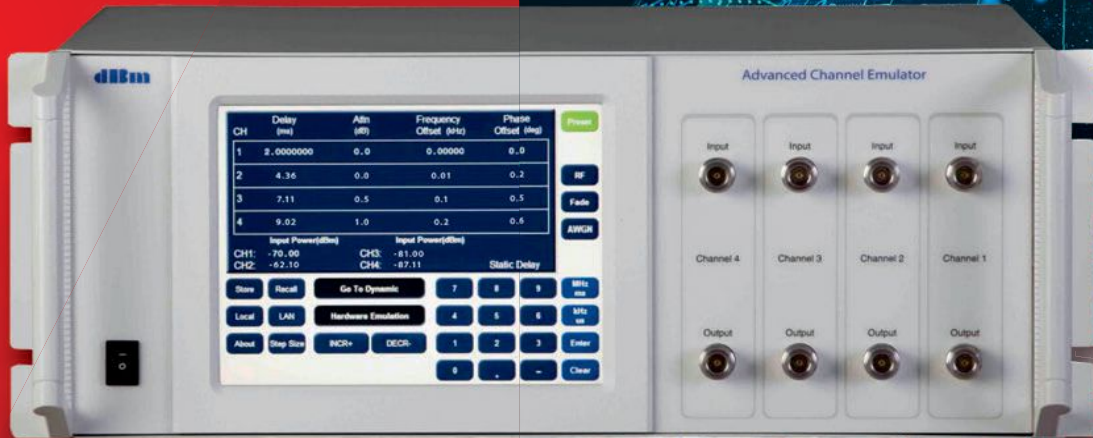 dBm
Advanced Channel Emulator
CH Delay (ms) Attn (dB) Frequency Offset (kHz) Phase Offset (deg)
Power
1 2.0000000 0.0 0.00000 0.0
2 4.36 0.0 0.01 0.2
RF
3 7.11 0.5 0.1 0.5
Fade
4 9.02 1.0 0.2 0.6
AWGN
Input Power(dBm) Input Power(dBm)
CH1: -70.00 CH3: -81.00
CH2: -62.10 CH4: -87.11 Static Delay
Store Recall Go To Dynamic 7 8 9 MHz ms
Local LAN Hardware Emulation 4 5 6 kHz us
About Step Size INCR+ DECR- 1 2 3 Enter
0 . - Clear
Input Input Input Input
Channel 4 Channel 3 Channel 2 Channel 1
Output Output Output Output